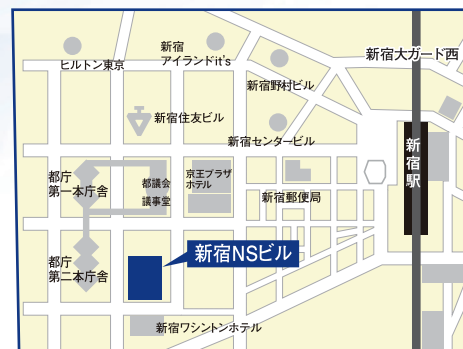 新宿大ガード西
新宿
アイランドit's
ヒルトン東京
新宿野村ビル
新宿住友ビル
新宿センタービル
新宿駅
都庁
第一本庁舎
都議会
議事堂
京王プラザ
ホテル
新宿郵便局
新宿NSビル
都庁
第二本庁舎
新宿ワシントンホテル